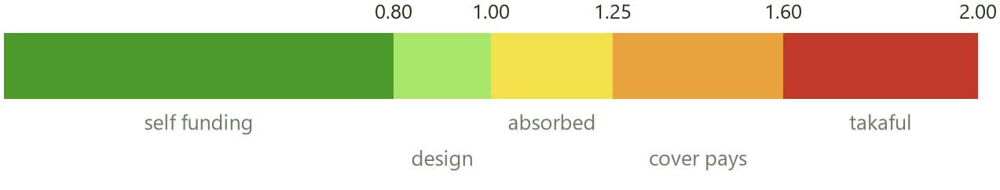 0.80 1.00 1.25 1.60 2.00
self funding absorbed takaful
design cover pays